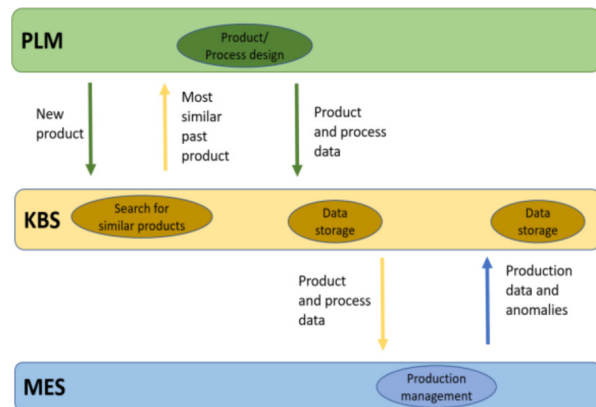 PLM
Product/
Process design
New
product
Most
similar
past
product
Product
and process
data
KBS
Search for
similar products
Data
storage
Data
storage
Product
and process
data
Production
data and
anomalies
MES
Production
management